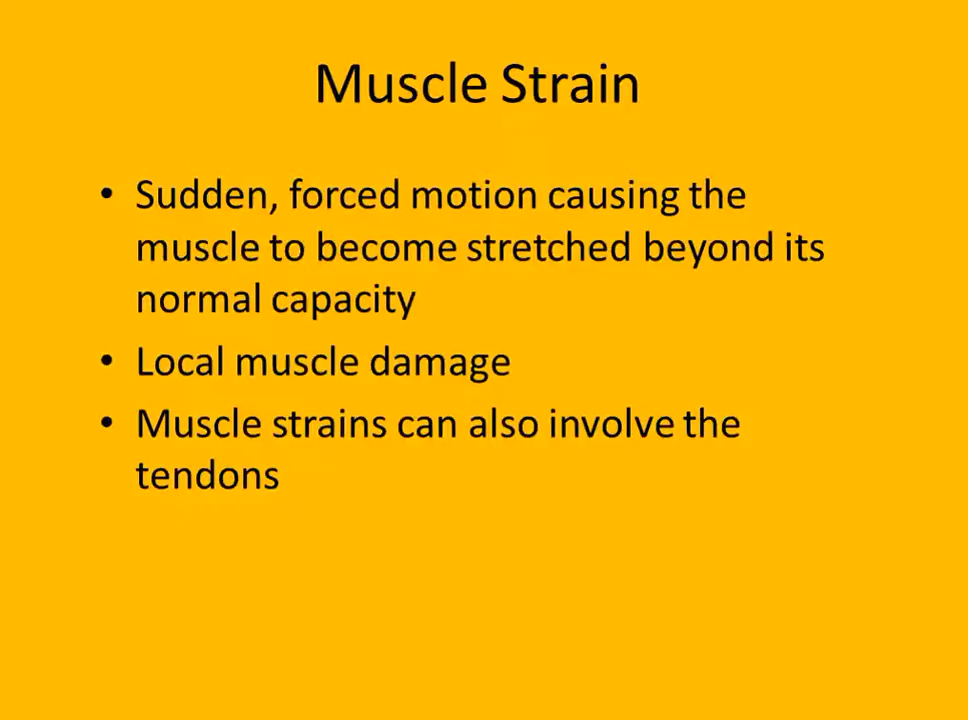 Muscle Strain
• Sudden, forced motion causing the
muscle to become stretched beyond its
normal capacity
• Local muscle damage
• Muscle strains can also involve the
tendons